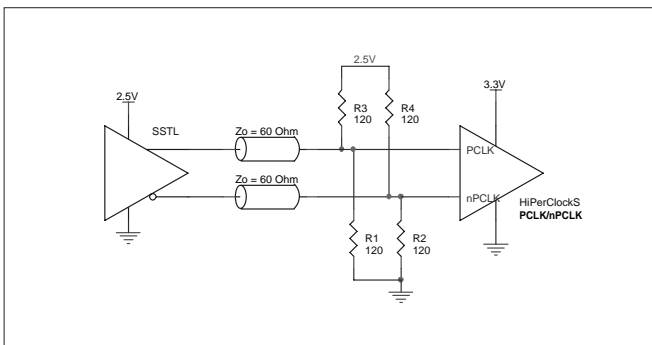 2.5V
3.3V
2.5V
R3
120
R4
120
SSTL
Zo = 60 Ohm
PCLK
Zo = 60 Ohm
nPCLK
HiPerClockS
PCLK/nPCLK
R1
120
R2
120